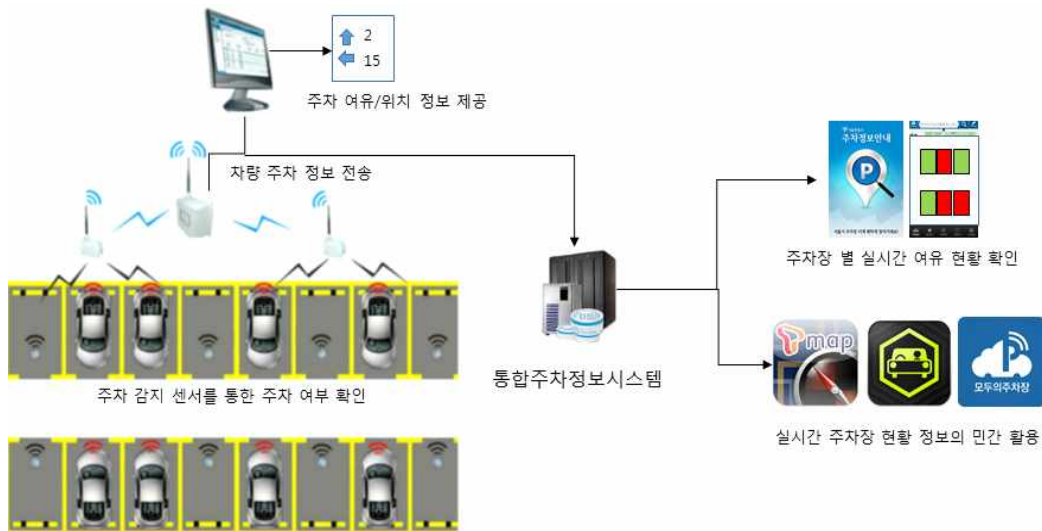 2
15
주차 여유/위치 정보 제공
차량 주차 정보 전송
주차정보안내
P
주차장 별 실시간 여유 현황 확인
주차 감지 센서를 통한 주차 여부 확인
통합주차정보시스템
T map
P
모두의주차장
실시간 주차장 현황 정보의 민간 활용